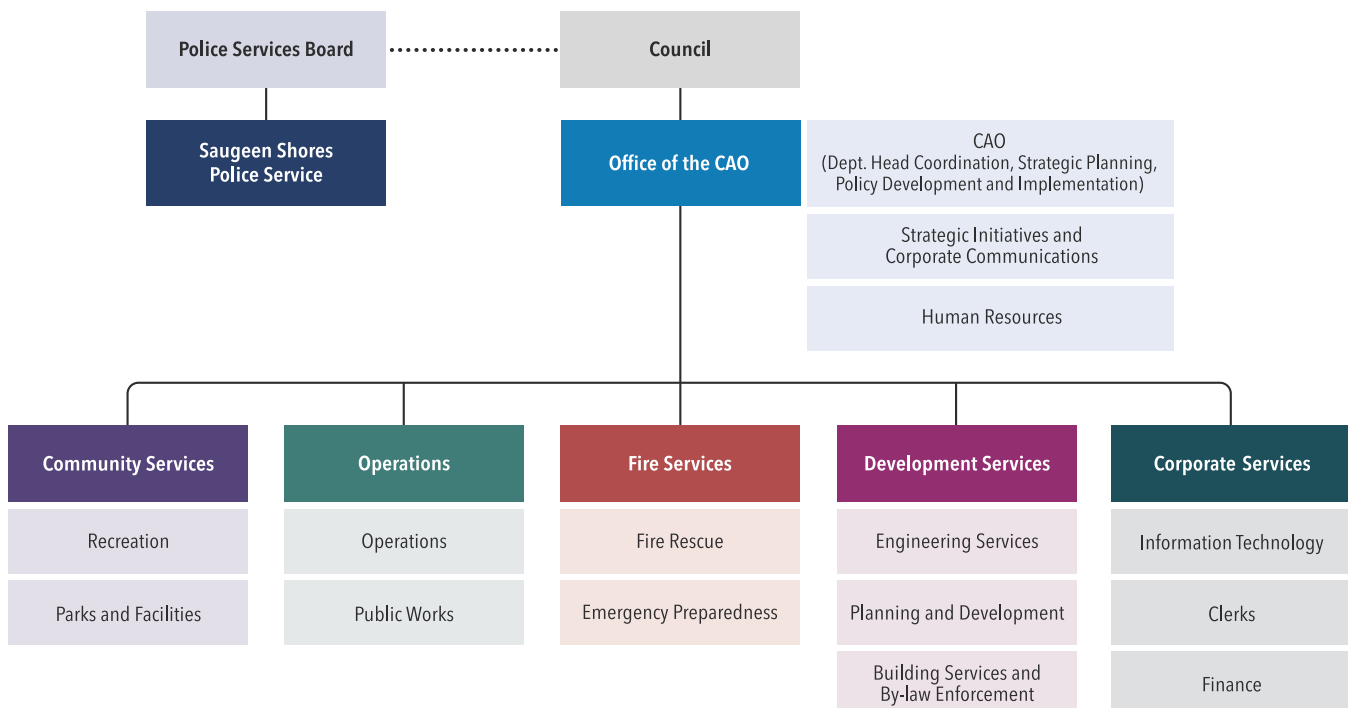 Police Services Board
Council
Saugeen Shores
Police Service
Office of the CAO
CAO
(Dept. Head Coordination, Strategic Planning,
Policy Development and Implementation)
Strategic Initiatives and
Corporate Communications
Human Resources
Community Services
Recreation
Parks and Facilities
Operations
Operations
Public Works
Fire Services
Fire Rescue
Emergency Preparedness
Development Services
Engineering Services
Planning and Development
Building Services and
By-law Enforcement
Corporate Services
Information Technology
Clerks
Finance